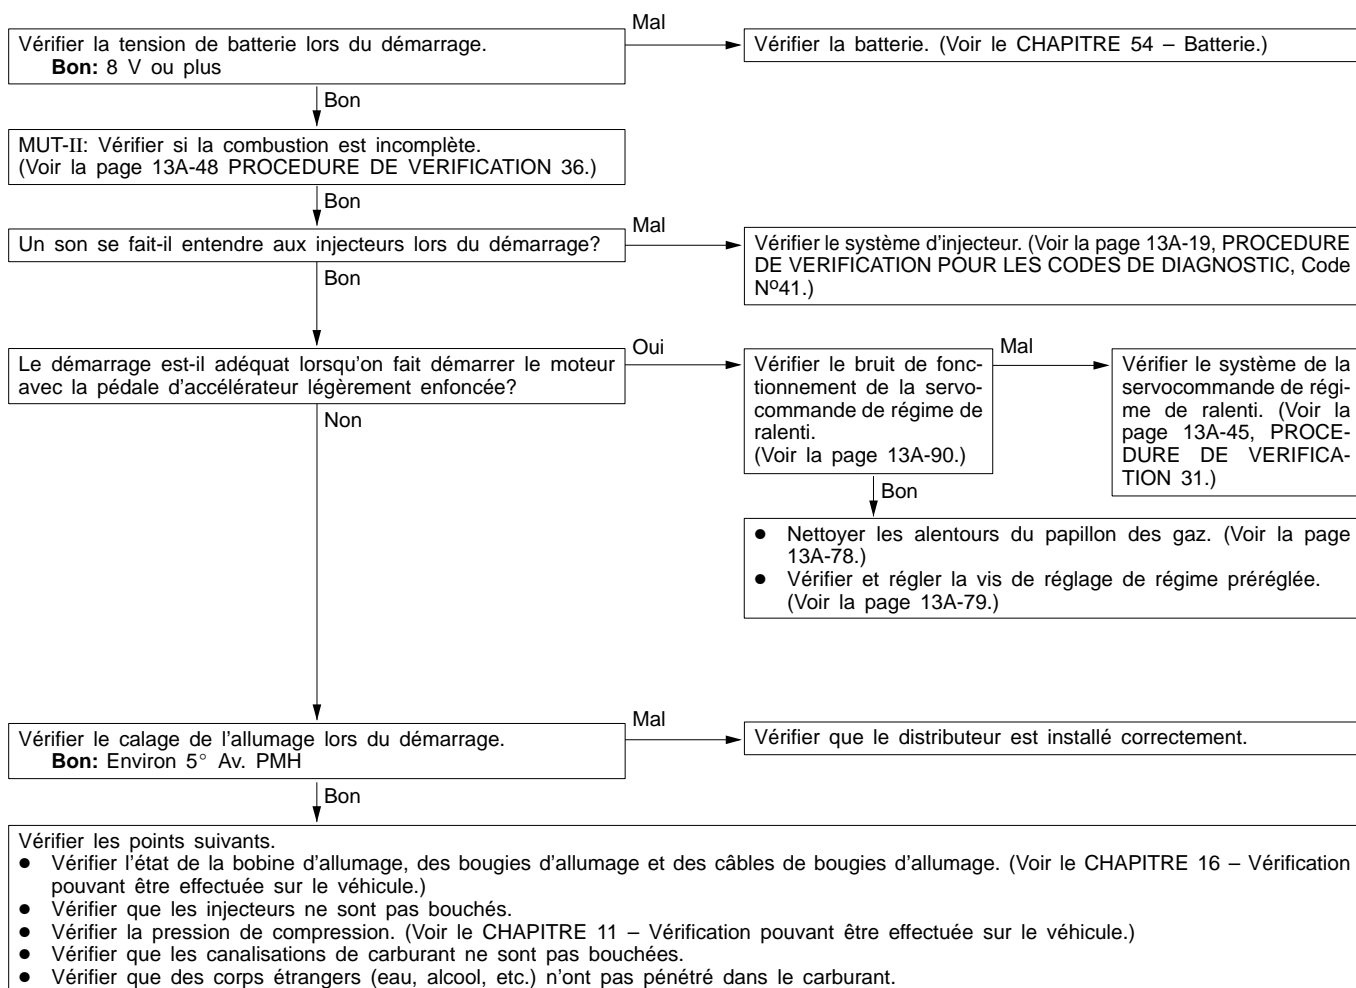 Mal
Vérifier la tension de batterie lors du démarrage.
Bon: 8 V ou plus
Vérifier la batterie. (Voir le CHAPITRE 54 – Batterie.)
Bon
MUT-II: Vérifier si la combustion est incomplète.
(Voir la page 13A-48 PROCEDURE DE VERIFICATION 36.)
Bon
Mal
Un son se fait-il entendre aux injecteurs lors du démarrage?
Vérifier le système d'injecteur. (Voir la page 13A-19, PROCEDURE
DE VERIFICATION POUR LES CODES DE DIAGNOSTIC, Code
Nº41.)
Bon
Le démarrage est-il adéquat lorsqu'on fait démarrer le moteur
avec la pédale d'accélérateur légèrement enfoncée?
Oui
Vérifier le bruit de fonc-
tionnement de la servo-
commande de régime de
ralenti.
(Voir la page 13A-90.)
Mal
Vérifier le système de la
servocommande de régi-
me de ralenti. (Voir la
page 13A-45, PROCE-
DURE DE VERIFICA-
TION 31.)
Non
Bon
● Nettoyer les alentours du papillon des gaz. (Voir la page
13A-78.)
● Vérifier et régler la vis de réglage de régime préréglée.
(Voir la page 13A-79.)
Mal
Vérifier le calage de l'allumage lors du démarrage.
Bon: Environ 5° Av. PMH
Vérifier que le distributeur est installé correctement.
Bon
Vérifier les points suivants.
● Vérifier l'état de la bobine d'allumage, des bougies d'allumage et des câbles de bougies d'allumage. (Voir le CHAPITRE 16 – Vérification
pouvant être effectuée sur le véhicule.)
● Vérifier que les injecteurs ne sont pas bouchés.
● Vérifier la pression de compression. (Voir le CHAPITRE 11 – Vérification pouvant être effectuée sur le véhicule.)
● Vérifier que les canalisations de carburant ne sont pas bouchées.
● Vérifier que des corps étrangers (eau, alcool, etc.) n'ont pas pénétré dans le carburant.